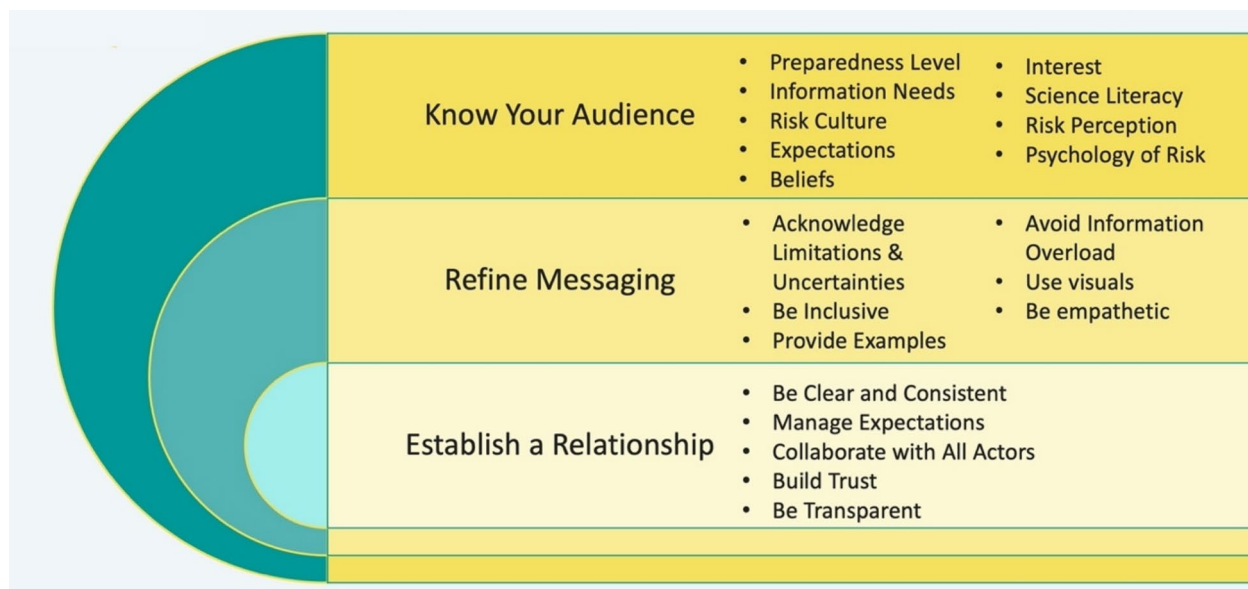 Know Your Audience
• Preparedness Level
• Information Needs
• Risk Culture
• Expectations
• Beliefs
• Interest
• Science Literacy
• Risk Perception
• Psychology of Risk
Refine Messaging
• Acknowledge
Limitations &
Uncertainties
• Be Inclusive
• Provide Examples
• Avoid Information
Overload
• Use visuals
• Be empathetic
Establish a Relationship
• Be Clear and Consistent
• Manage Expectations
• Collaborate with All Actors
• Build Trust
• Be Transparent